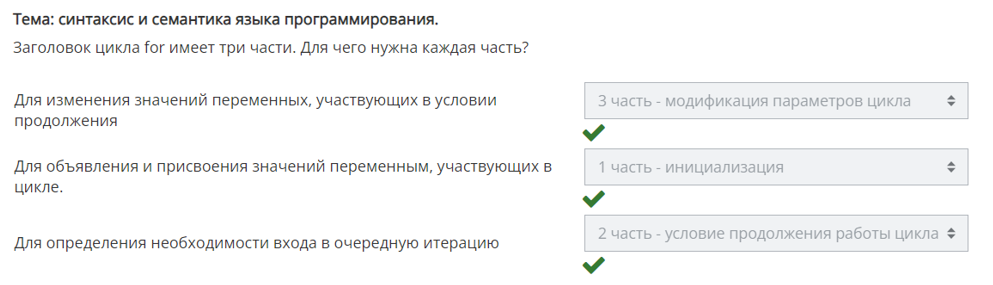 Тема: синтаксис и семантика языка программирования.
Заголовок цикла for имеет три части. Для чего нужна каждая часть?
Для изменения значений переменных, участвующих в условии
продолжения
3 часть - модификация параметров цикла
Для объявления и присвоения значений переменным, участвующих в
цикле.
1 часть - инициализация
Для определения необходимости входа в очередную итерацию
2 часть - условие продолжения работы цикла